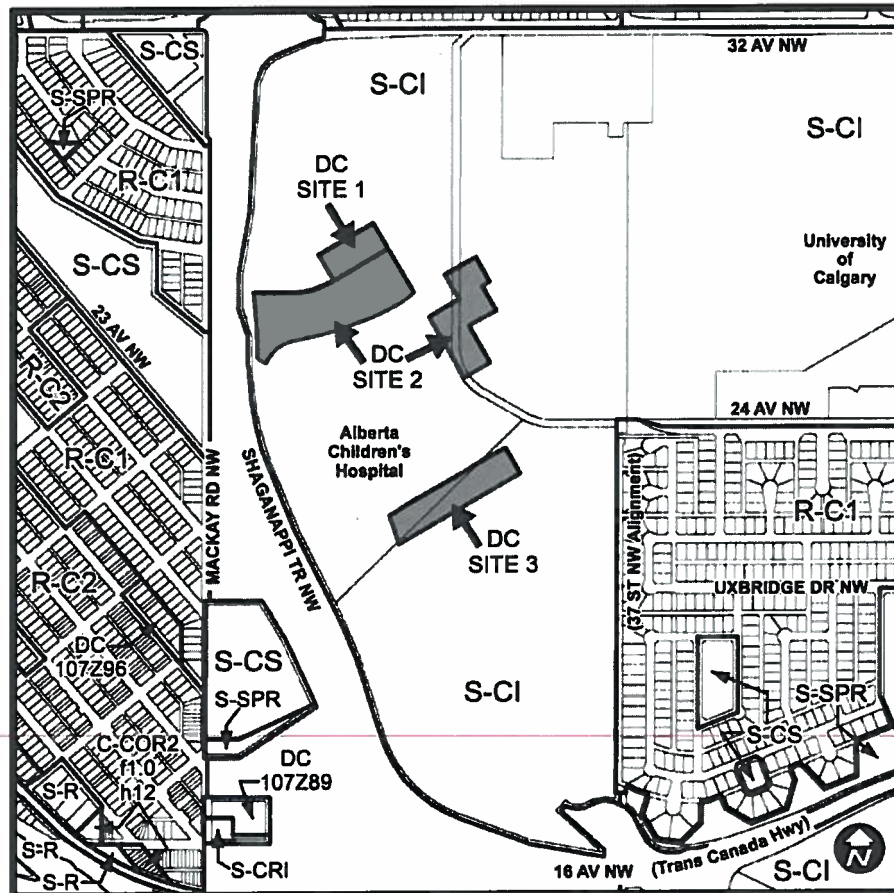 32 AV NW
S-CS
S-CI
S-SPR
S-CI
DC
SITE 1
R-C1
University
of
Calgary
S-CS
23 AV NW
DC
SITE 2
R-C2
24 AV NW
Alberta
Children's
Hospital
R-C1
MACKAY RD NW
SHAGANAPPI TR NW
(37 ST NW Alignment)
R-C1
DC
SITE 3
R-C2
UXBRIDGE DR NW
DC
107Z96
S-CS
S-CI
S-SPR
S-SPR
S-CS
C-COR2
f1.0
h12
DC
107Z89
S-R
S-R
S-R
S-CRI
16 AV NW
(Trans Canada Hwy)
S-CI
N